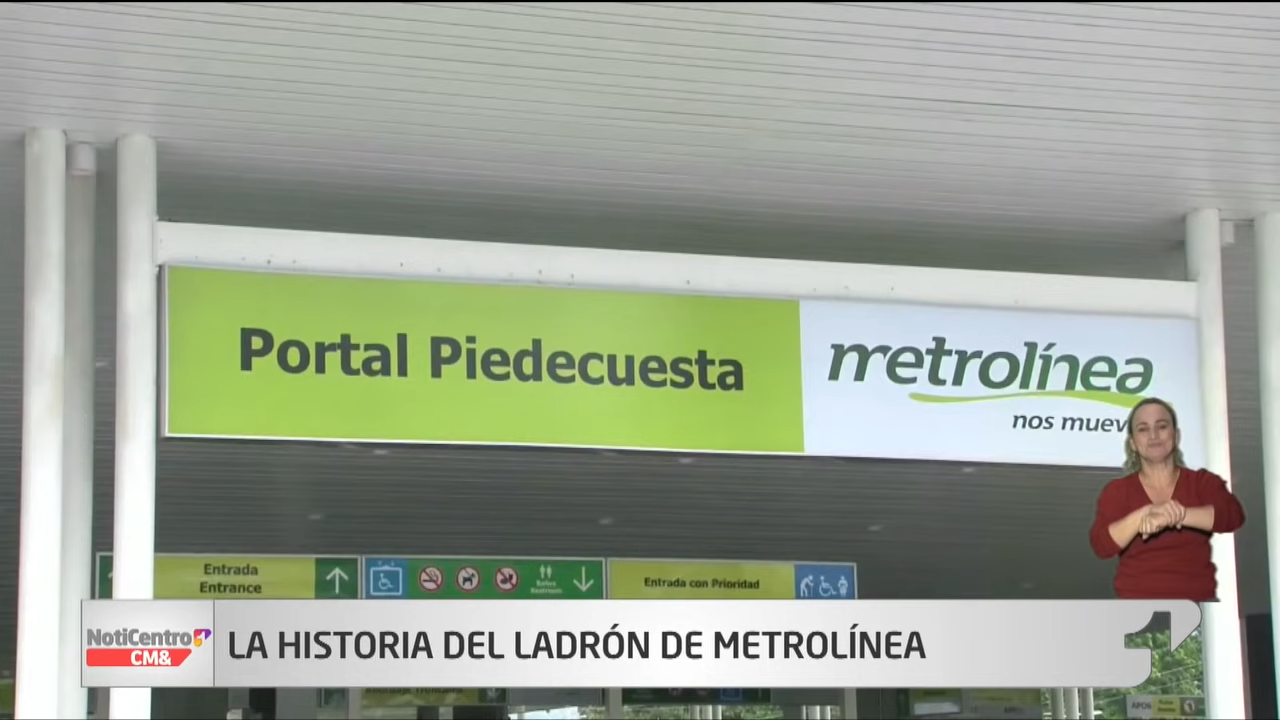 Portal Piedecuesta
metrolínea
nos muev
Entrada
Entrance
Baños
Restroom
Entrada con Prioridad
NotiCentro 1
CM&
LA HISTORIA DEL LADRÓN DE METROLÍNEA
1